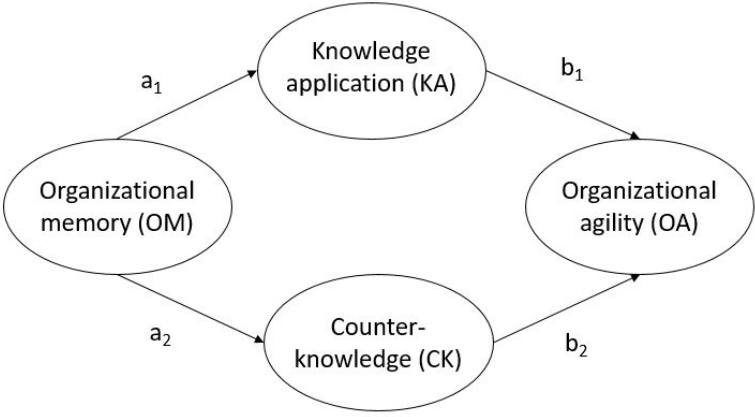 Knowledge
application (KA)
a1
b1
Organizational
memory (OM)
Organizational
agility (OA)
a2
Counter-
knowledge (CK)
b2